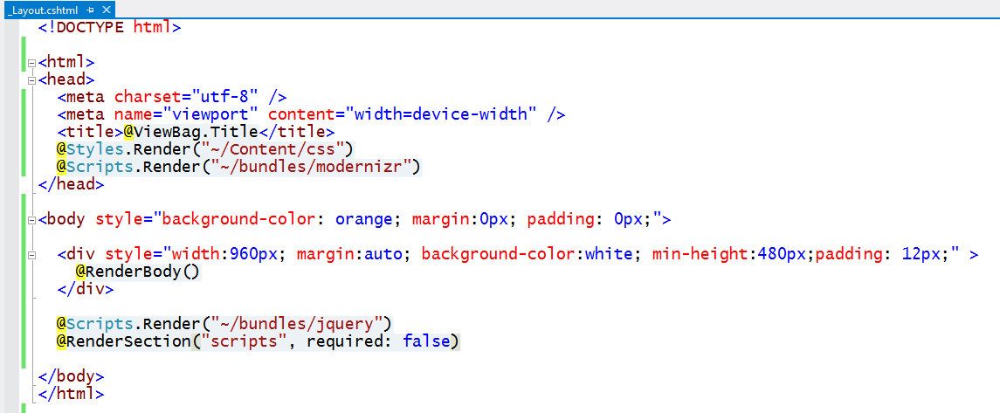 _Layout.cshtml
<!DOCTYPE html>
<html>
<head>
<meta charset="utf-8" />
<meta name="viewport" content="width=device-width" />
<title>@ViewBag.Title</title>
@Styles.Render("~/Content/css")
@Scripts.Render("~/bundles/modernizr")
</head>
<body style="background-color: orange; margin:0px; padding: 0px;">
<div style="width:960px; margin:auto; background-color:white; min-height:480px;padding: 12px;" >
@RenderBody()
</div>
@Scripts.Render("~/bundles/jquery")
@RenderSection("scripts", required: false)
</body>
</html>